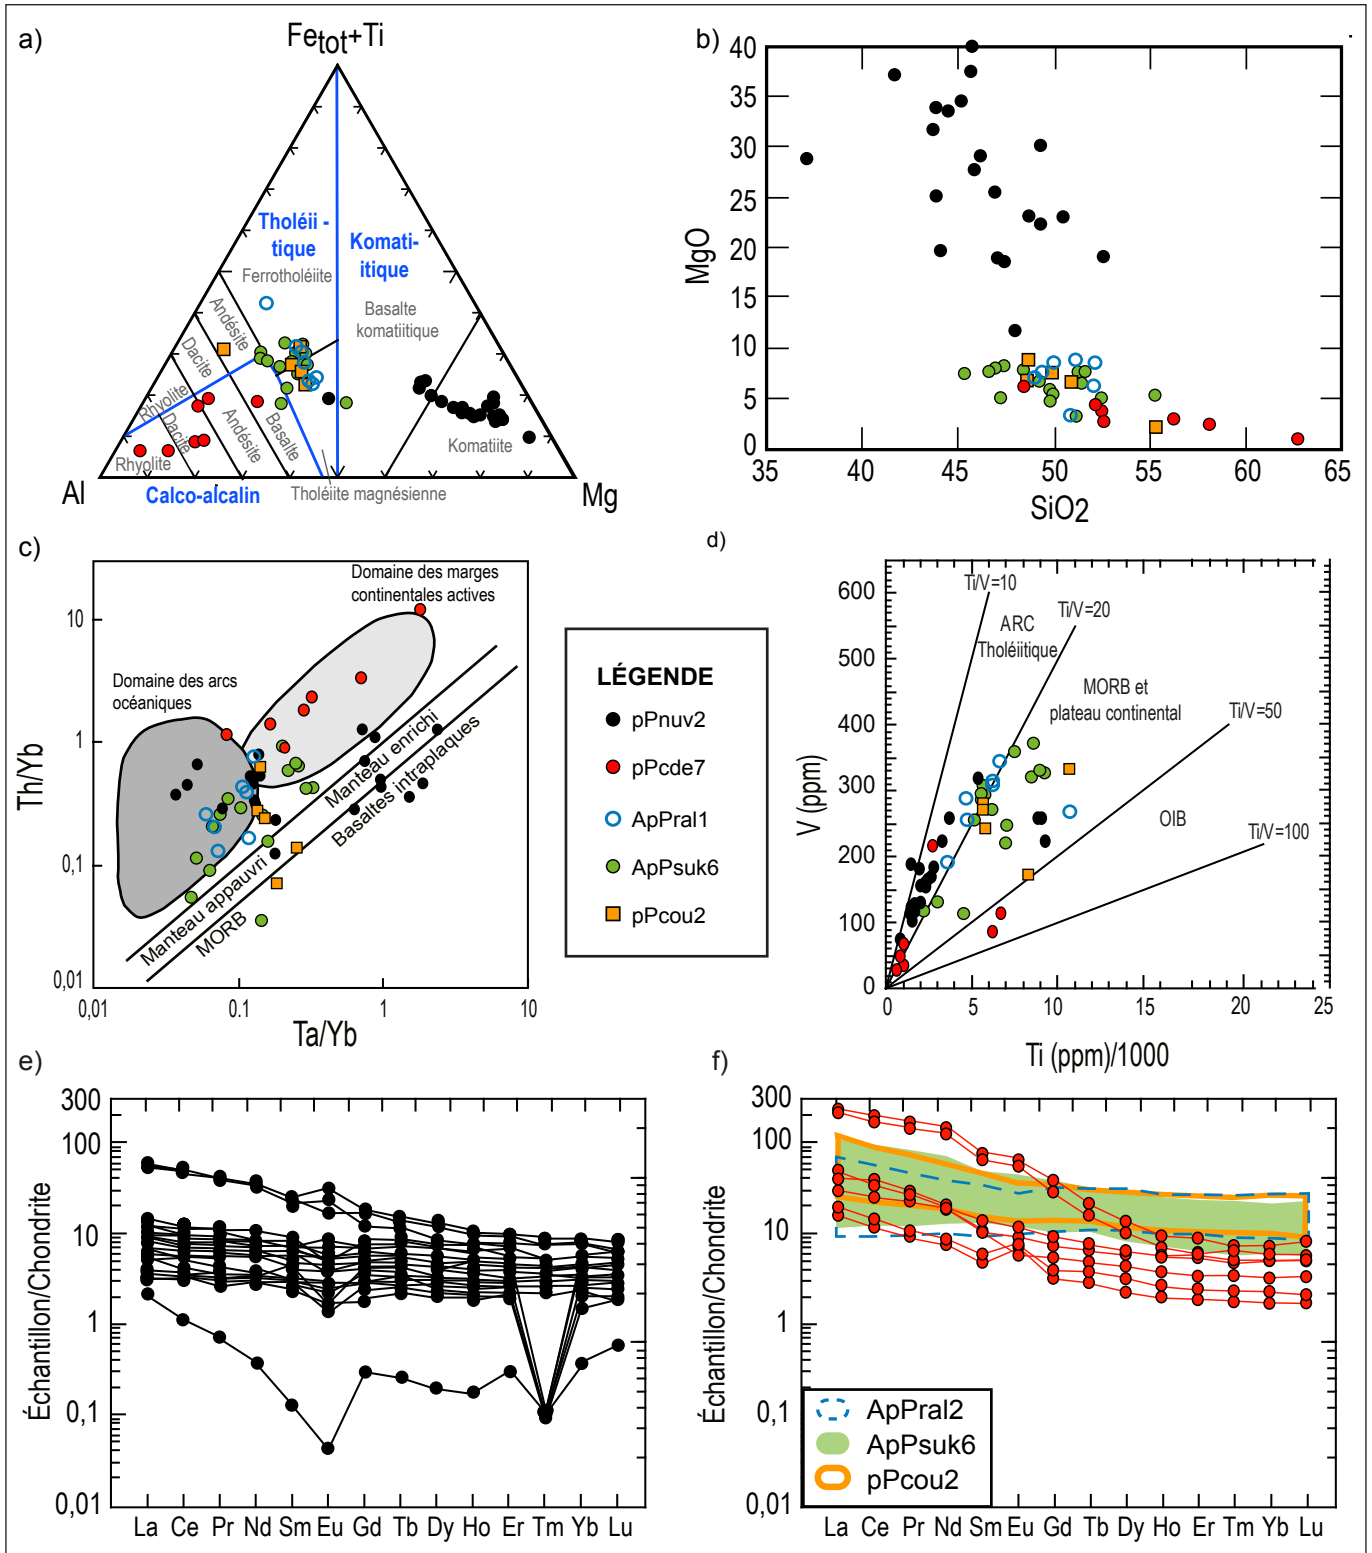 a)
Fetot+Ti
Tholéii -
tique
Komati-
itique
Ferrotholéiite
Basalte
komatiitique
Andésite
Dacite
Rhyolite
Dacite
Andésite
Basalte
Rhyolite
Komatiite
Al
Calco-alcalin
Tholéiite magnésienne
Mg
b)
MgO
40
35
30
25
20
15
10
5
0
35
40
45
50
55
60
65
SiO2
c)
Th/Yb
10
1
0,1
0,01
Domaine des marges
continentales actives
Domaine des arcs
océaniques
Manteau enrichi
Manteau appauvri
Basaltes intraplaques
MORB
0,01
0.1
1
10
Ta/Yb
LÉGENDE
pPnuv2
pPcde7
ApPral1
ApPsuk6
pPcou2
d)
V (ppm)
600
500
400
300
200
100
0
Ti/V=10
ARC
Tholéiitique
Ti/V=20
MORB et
plateau continental
Ti/V=50
OIB
Ti/V=100
0
5
10
15
20
25
Ti (ppm)/1000
e)
Échantillon/Chondrite
300
100
10
1
0,1
0,01
La Ce Pr Nd Sm Eu Gd Tb Dy Ho Er Tm Yb Lu
f)
Échantillon/Chondrite
300
100
10
1
0,1
0,01
ApPral2
ApPsuk6
pPcou2
La Ce Pr Nd Sm Eu Gd Tb Dy Ho Er Tm Yb Lu